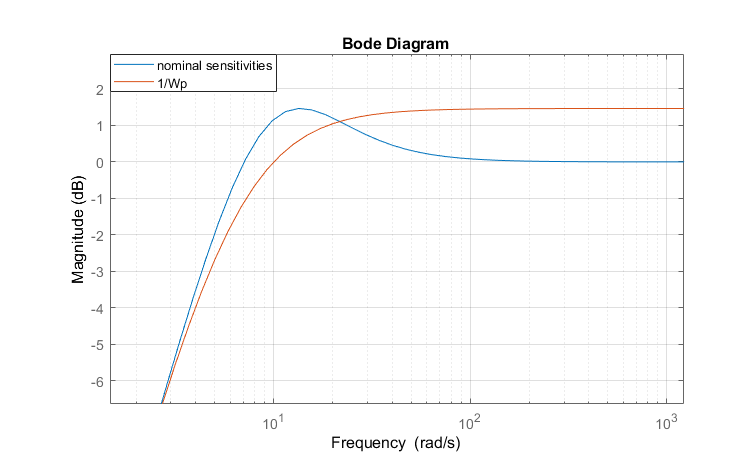 Bode Diagram
nominal sensitivities
1/Wp
2
1
0
-1
-2
-3
-4
-5
-6
Magnitude (dB)
10^1
10^2
10^3
Frequency (rad/s)